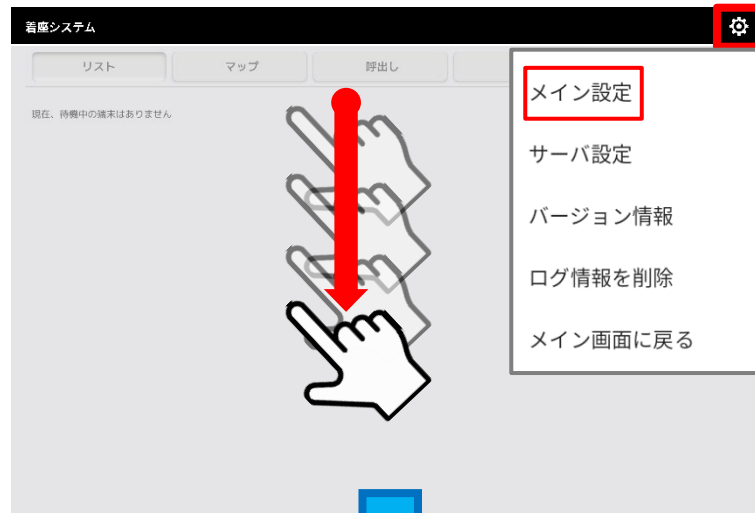 着座システム
リスト
マップ
呼出し
現在、待機中の端末はありません
メイン設定
サーバ設定
バージョン情報
ログ情報を削除
メイン画面に戻る